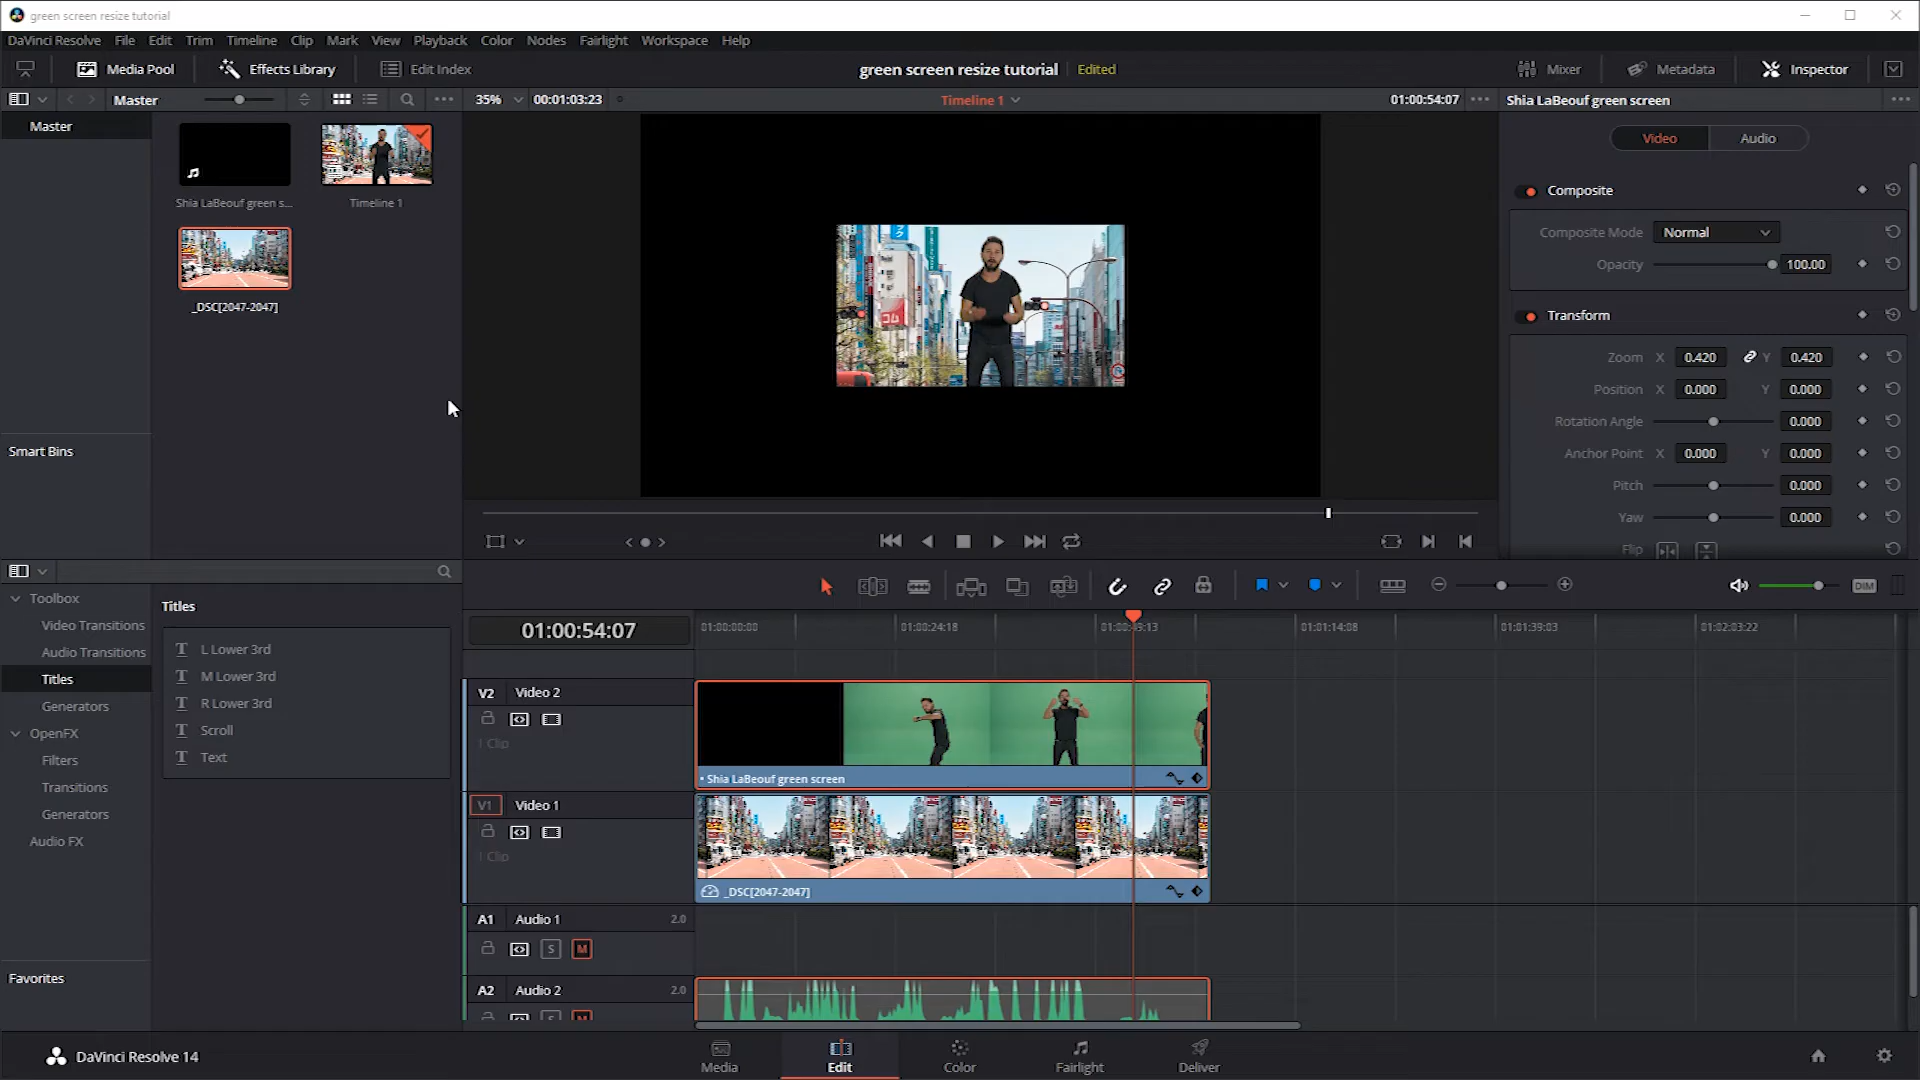 green screen resize tutorial
DaVinci Resolve File Edit Trim Timeline Clip Mark View Playback Color Nodes Fairlight Workspace Help
Media Pool Effects Library Edit Index green screen resize tutorial Edited Mixer Metadata Inspector
Master 35% 00:01:03:23 Timeline 1 01:00:54:07 Shia LaBeouf green screen
Master
Video Audio
Composite
Shia LaBeouf green s...
Timeline 1
Composite Mode Normal
Opacity 100.00
_DSC[2047-2047]
Transform
Zoom X 0.420 Y 0.420
Position X 0.000 Y 0.000
Rotation Angle 0.000
Anchor Point X 0.000 Y 0.000
Pitch 0.000
Yaw 0.000
Flip
Smart Bins
Toolbox
Video Transitions
Audio Transitions
Titles
Generators
OpenFX
Filters
Transitions
Generators
Audio FX
Favorites
Titles
L Lower 3rd
M Lower 3rd
R Lower 3rd
Scroll
Text
DIM
01:00:54:07
01:00:00:00 01:00:24:18 01:01:14:08 01:01:39:03 01:02:03:22
V2 Video 2
1 Clip
Shia LaBeouf green screen
V1 Video 1
1 Clip
_DSC[2047-2047]
A1 Audio 1 2.0
S M
A2 Audio 2 2.0
S M
DaVinci Resolve 14
Media Edit Color Fairlight Deliver